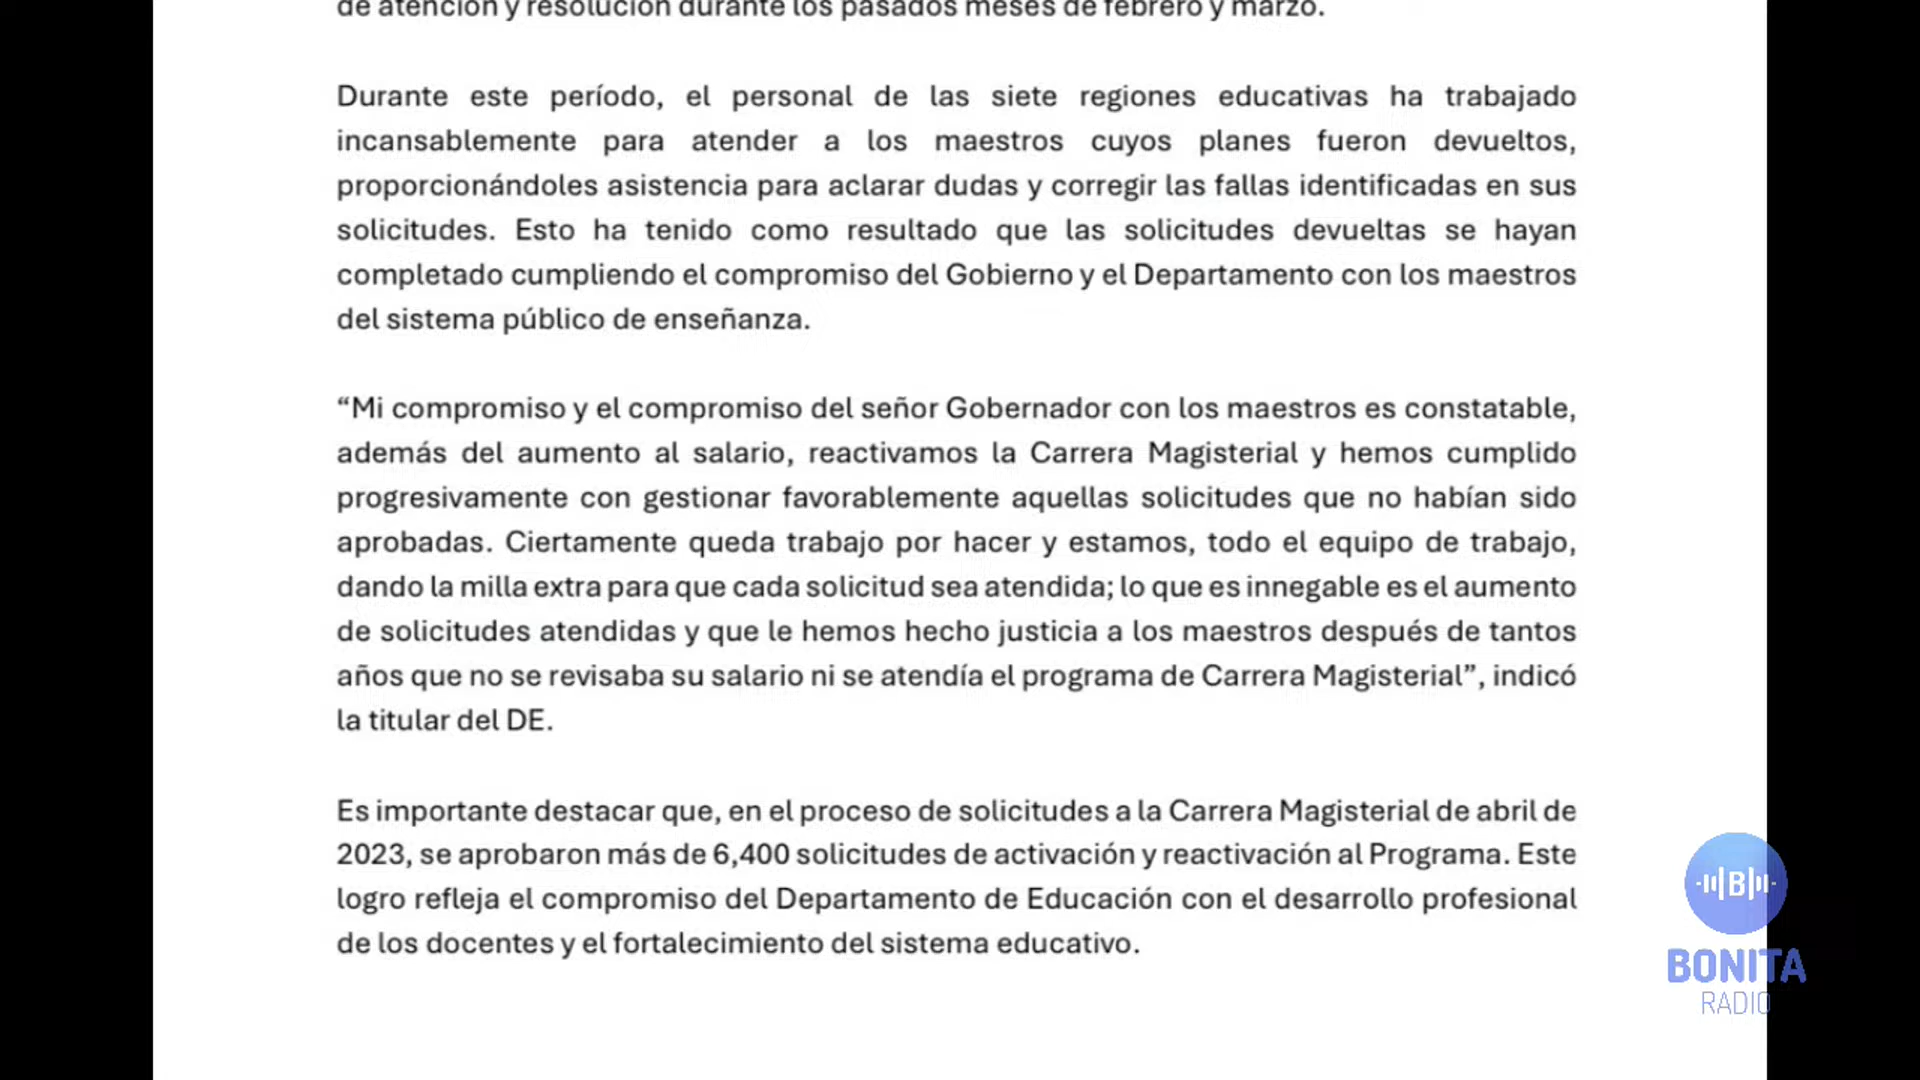 de atención y resolución durante los pasados meses de febrero y marzo.
Durante este período, el personal de las siete regiones educativas ha trabajado
incansablemente para atender a los maestros cuyos planes fueron devueltos,
proporcionándoles asistencia para aclarar dudas y corregir las fallas identificadas en sus
solicitudes. Esto ha tenido como resultado que las solicitudes devueltas se hayan
completado cumpliendo el compromiso del Gobierno y el Departamento con los maestros
del sistema público de enseñanza.
“Mi compromiso y el compromiso del señor Gobernador con los maestros es constatable,
además del aumento al salario, reactivamos la Carrera Magisterial y hemos cumplido
progresivamente con gestionar favorablemente aquellas solicitudes que no habían sido
aprobadas. Ciertamente queda trabajo por hacer y estamos, todo el equipo de trabajo,
dando la milla extra para que cada solicitud sea atendida; lo que es innegable es el aumento
de solicitudes atendidas y que le hemos hecho justicia a los maestros después de tantos
años que no se revisaba su salario ni se atendía el programa de Carrera Magisterial”, indicó
la titular del DE.
Es importante destacar que, en el proceso de solicitudes a la Carrera Magisterial de abril de
2023, se aprobaron más de 6,400 solicitudes de activación y reactivación al Programa. Este
logro refleja el compromiso del Departamento de Educación con el desarrollo profesional
de los docentes y el fortalecimiento del sistema educativo.
B
BONITA
RADIO